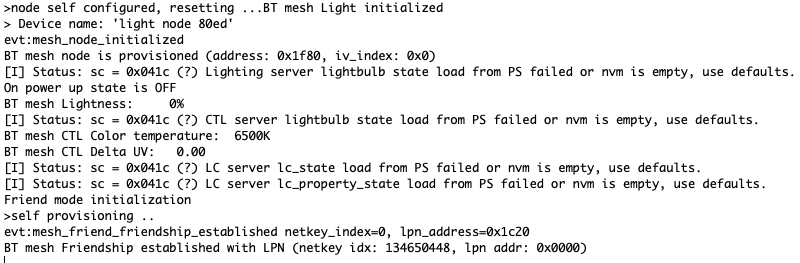 >node self configured, resetting ...BT mesh Light initialized
> Device name: 'light node 80ed'
evt:mesh_node_initialized
BT mesh node is provisioned (address: 0x1f80, iv_index: 0x0)
[I] Status: sc = 0x041c (?) Lighting server lightbulb state load from PS failed or nvm is empty, use defaults.
On power up state is OFF
BT mesh Lightness:     0%
[I] Status: sc = 0x041c (?) CTL server lightbulb state load from PS failed or nvm is empty, use defaults.
BT mesh CTL Color temperature:  6500K
BT mesh CTL Delta UV:   0.00
[I] Status: sc = 0x041c (?) LC server lc_state load from PS failed or nvm is empty, use defaults.
[I] Status: sc = 0x041c (?) LC server lc_property_state load from PS failed or nvm is empty, use defaults.
Friend mode initialization
>self provisioning ..
evt:mesh_friend_friendship_established netkey_index=0, lpn_address=0x1c20
BT mesh Friendship established with LPN (netkey idx: 134650448, lpn addr: 0x0000)